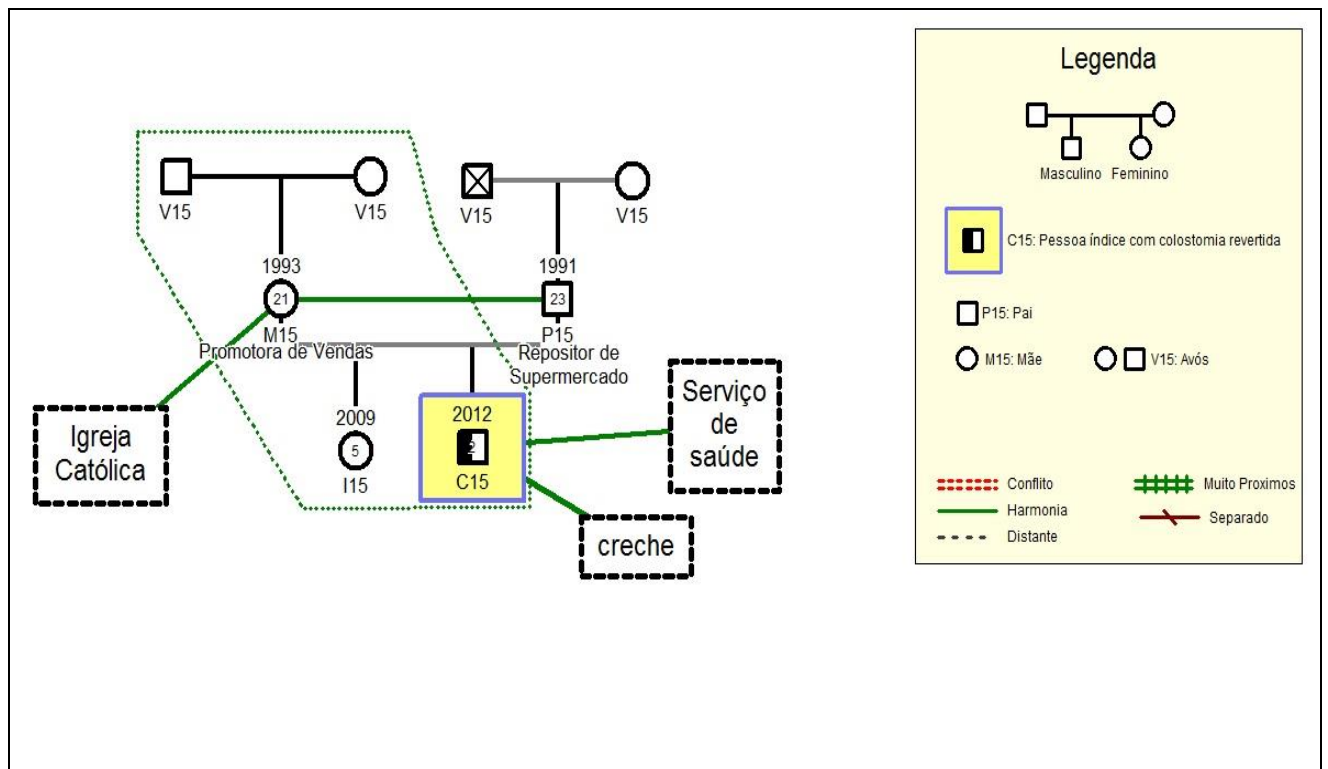 V15
V15
V15
V15
1993
1991
21
23
M15
P15
Promotora de Vendas
Repositor de
Supermercado
2009
2012
5
2
I15
C15
Igreja
Católica
Serviço
de
saúde
creche
Legenda
Masculino
Feminino
C15: Pessoa índice com colostomia revertida
P15: Pai
M15: Mãe
V15: Avós
Conflito
Muito Proximos
Harmonia
Separado
Distante